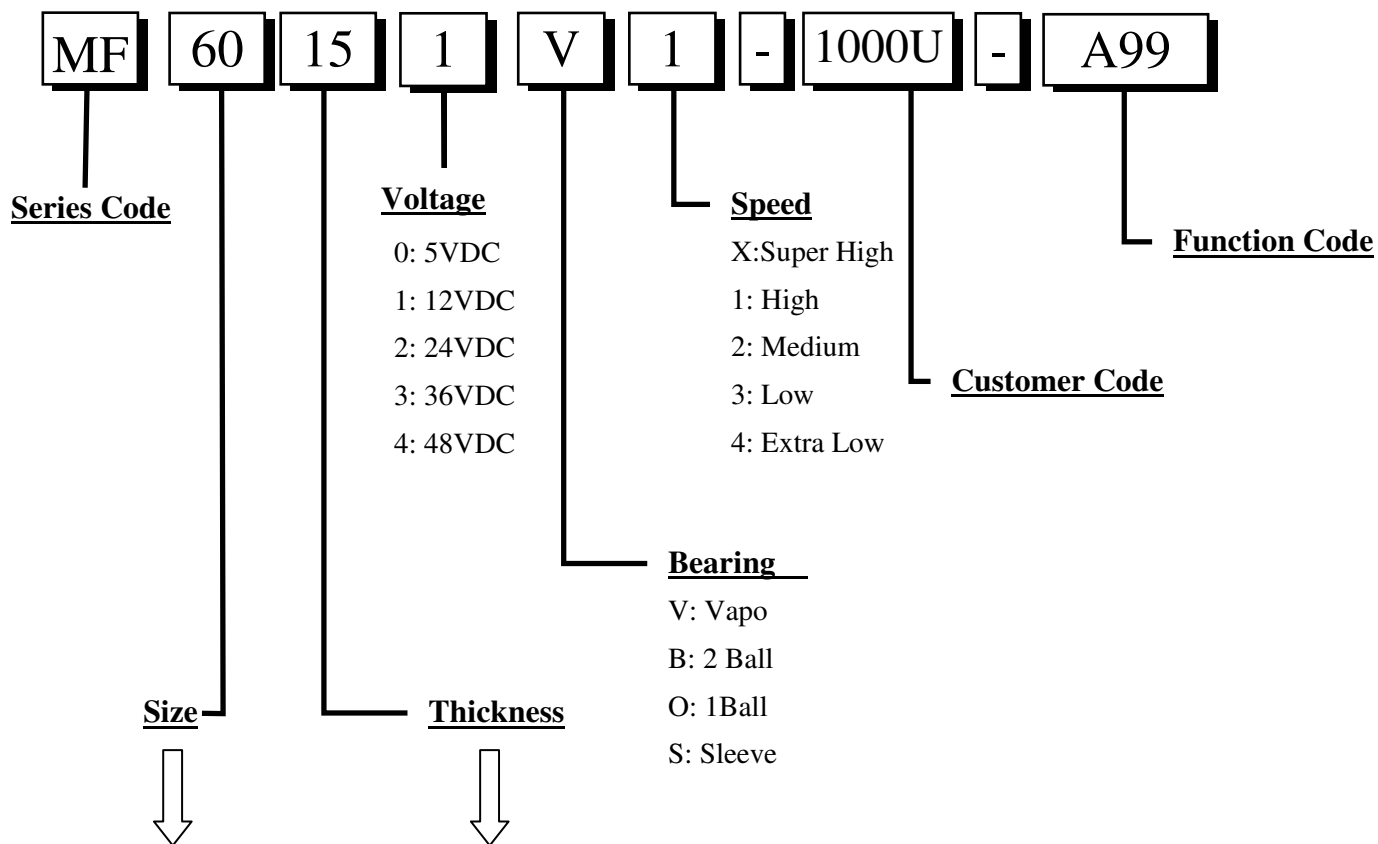 MF 60 15 1 V 1 - 1000U - A99
Series Code
Voltage
0: 5VDC
1: 12VDC
2: 24VDC
3: 36VDC
4: 48VDC
Speed
X:Super High
1: High
2: Medium
3: Low
4: Extra Low
Function Code
Customer Code
Bearing
V: Vapo
B: 2 Ball
O: 1Ball
S: Sleeve
Size
Thickness